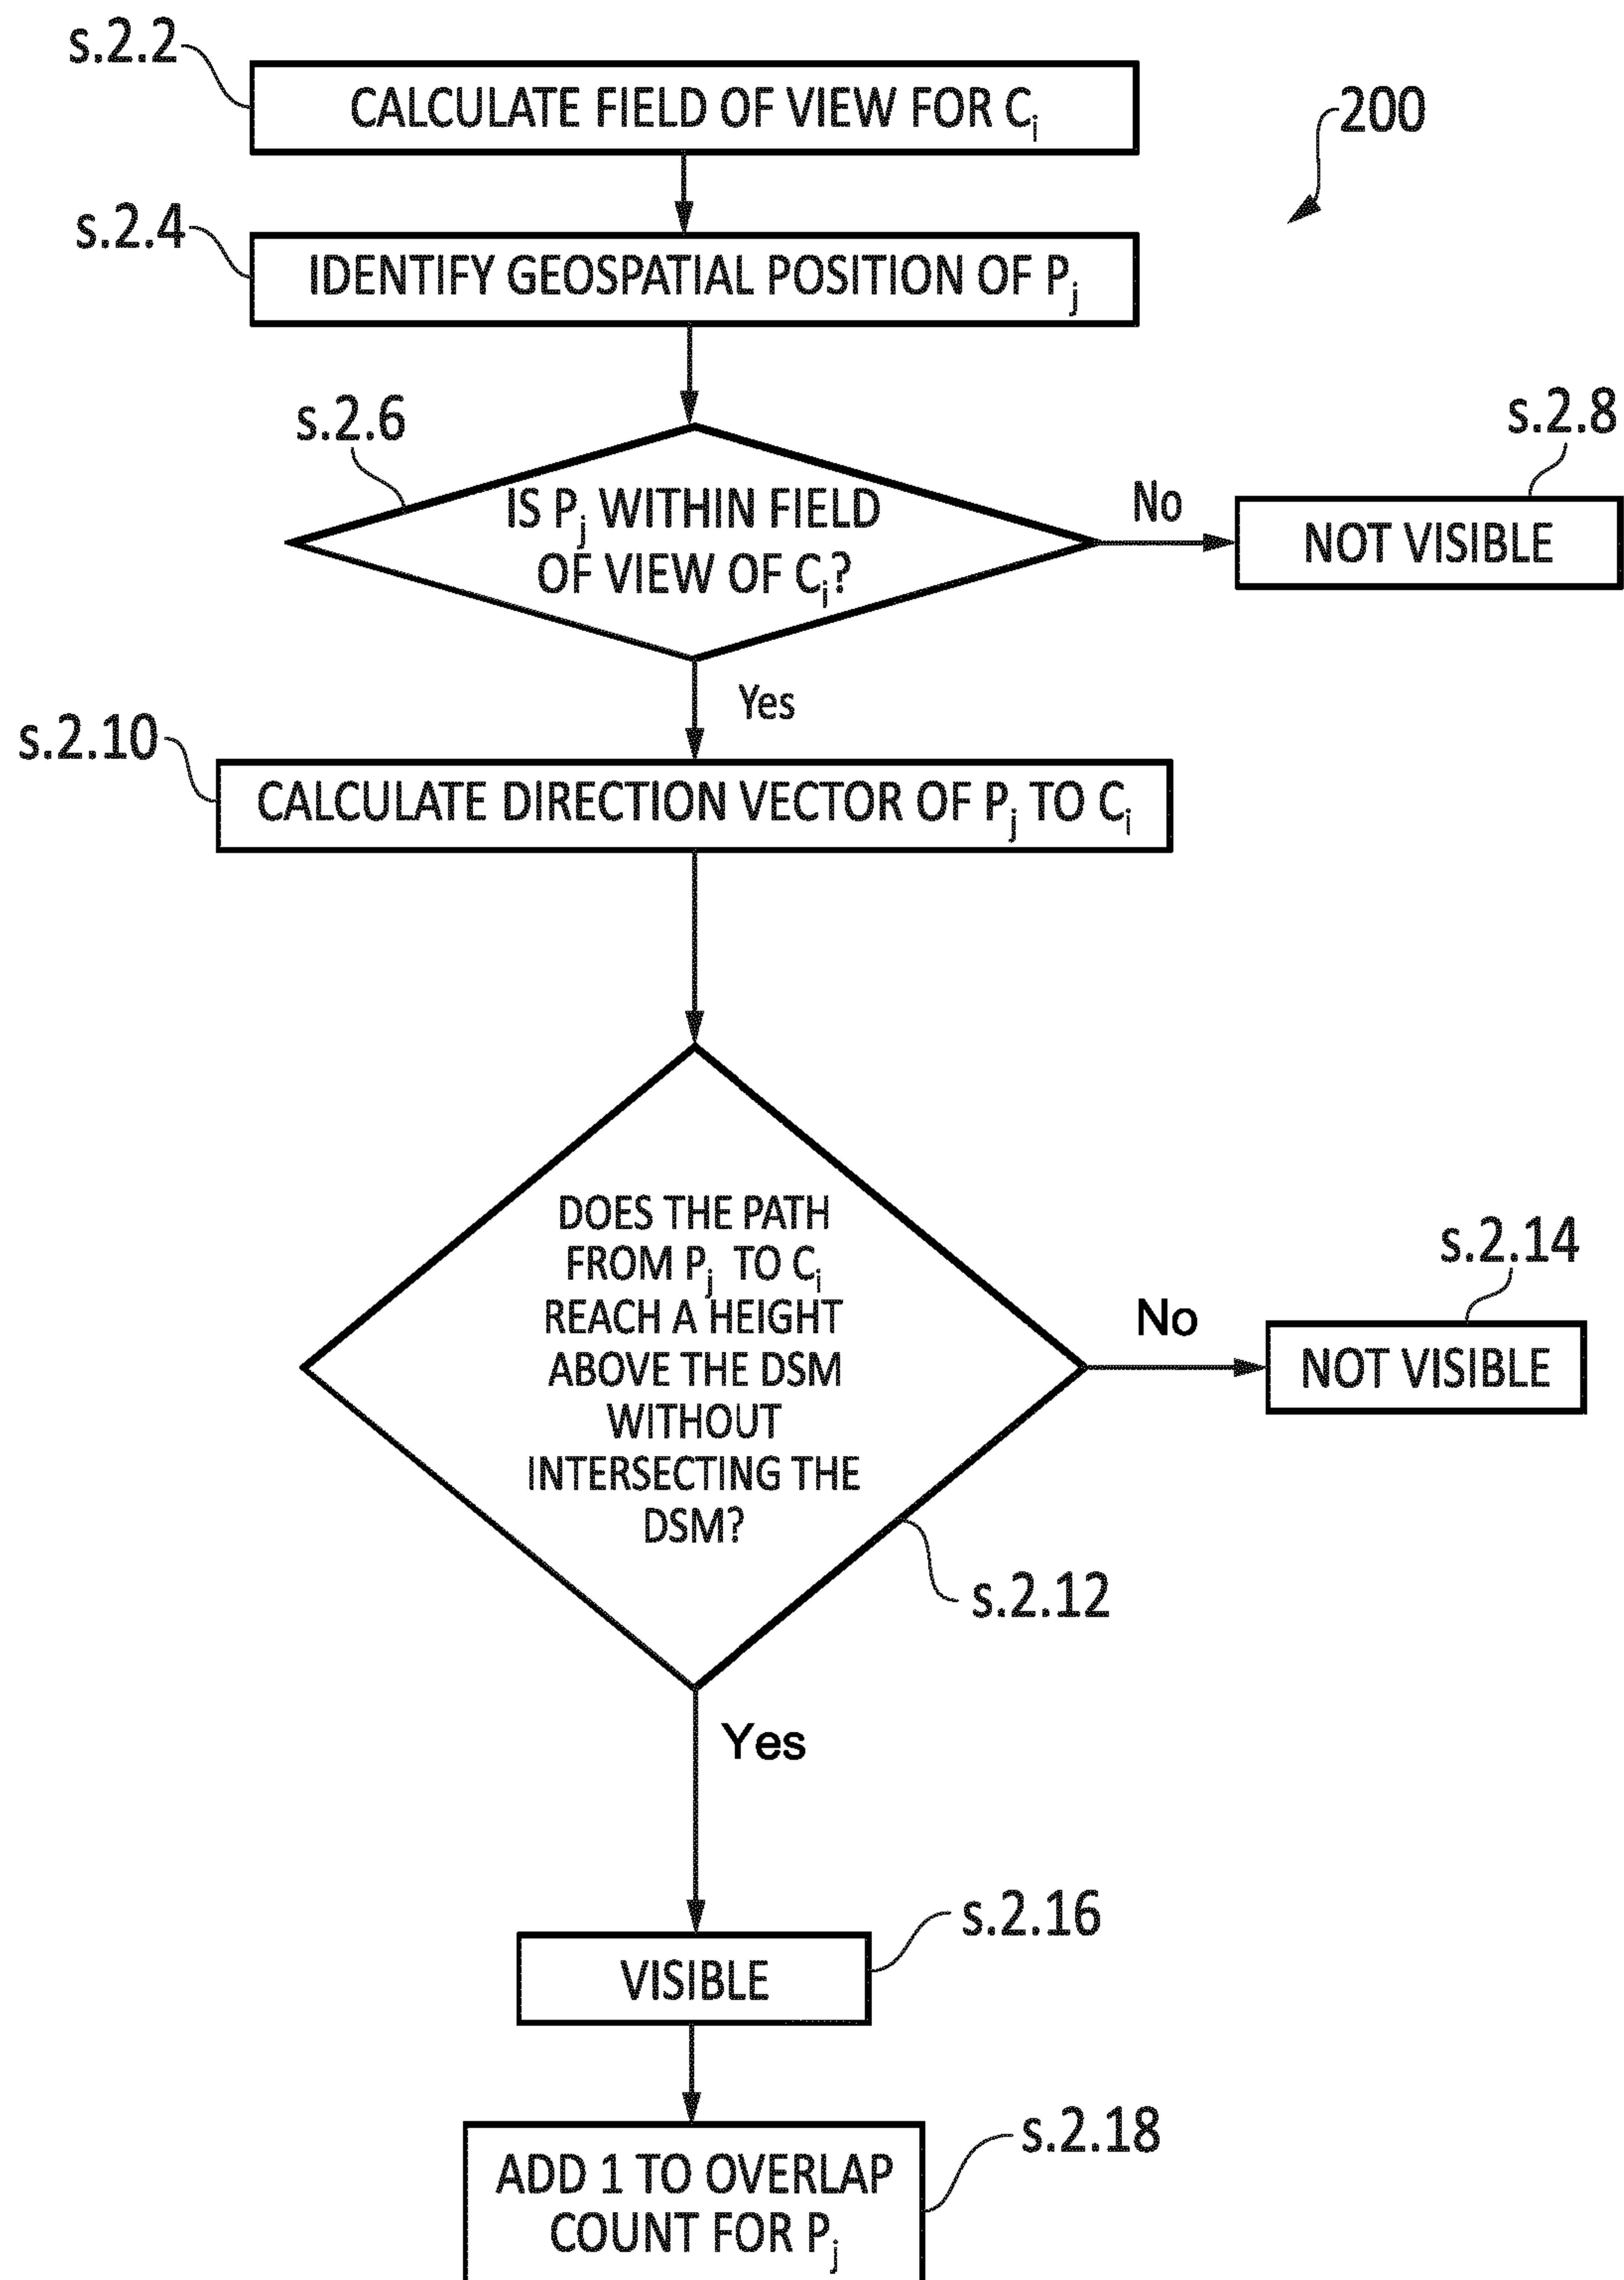 s.2.2
CALCULATE FIELD OF VIEW FOR Ci
200
s.2.4
IDENTIFY GEOSPATIAL POSITION OF Pj
s.2.6
s.2.8
IS Pj WITHIN FIELD
OF VIEW OF Ci?
No
NOT VISIBLE
Yes
s.2.10
CALCULATE DIRECTION VECTOR OF Pj TO Ci
DOES THE PATH
FROM Pj TO Ci
REACH A HEIGHT
ABOVE THE DSM
WITHOUT
INTERSECTING THE
DSM?
s.2.14
No
NOT VISIBLE
s.2.12
Yes
s.2.16
VISIBLE
s.2.18
ADD 1 TO OVERLAP
COUNT FOR Pj